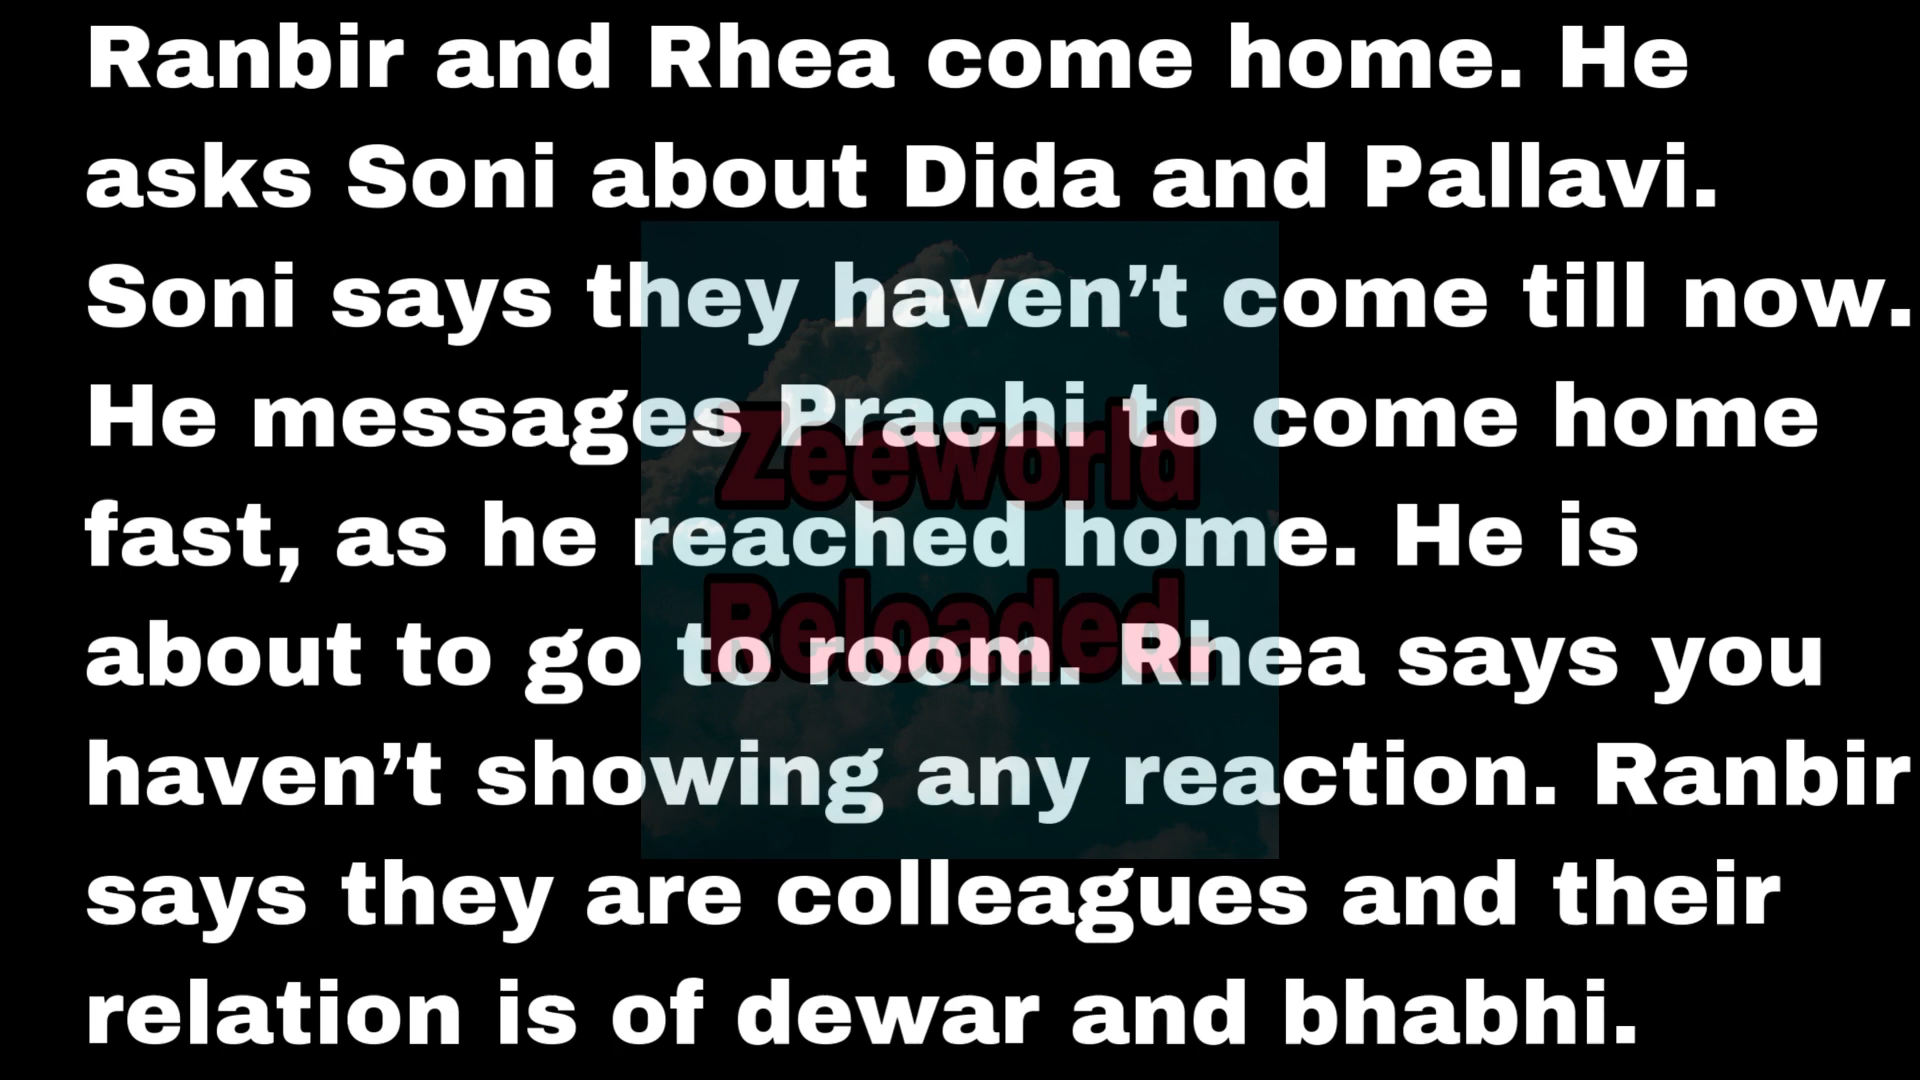 Ranbir and Rhea come home. He
asks Soni about Dida and Pallavi.
Soni says they haven’t come till now.
He messages Prachi to come home
fast, as he reached home. He is
about to go to room. Rhea says you
haven’t showing any reaction. Ranbir
says they are colleagues and their
relation is of dewar and bhabhi.
Zeeworld
Reloaded.